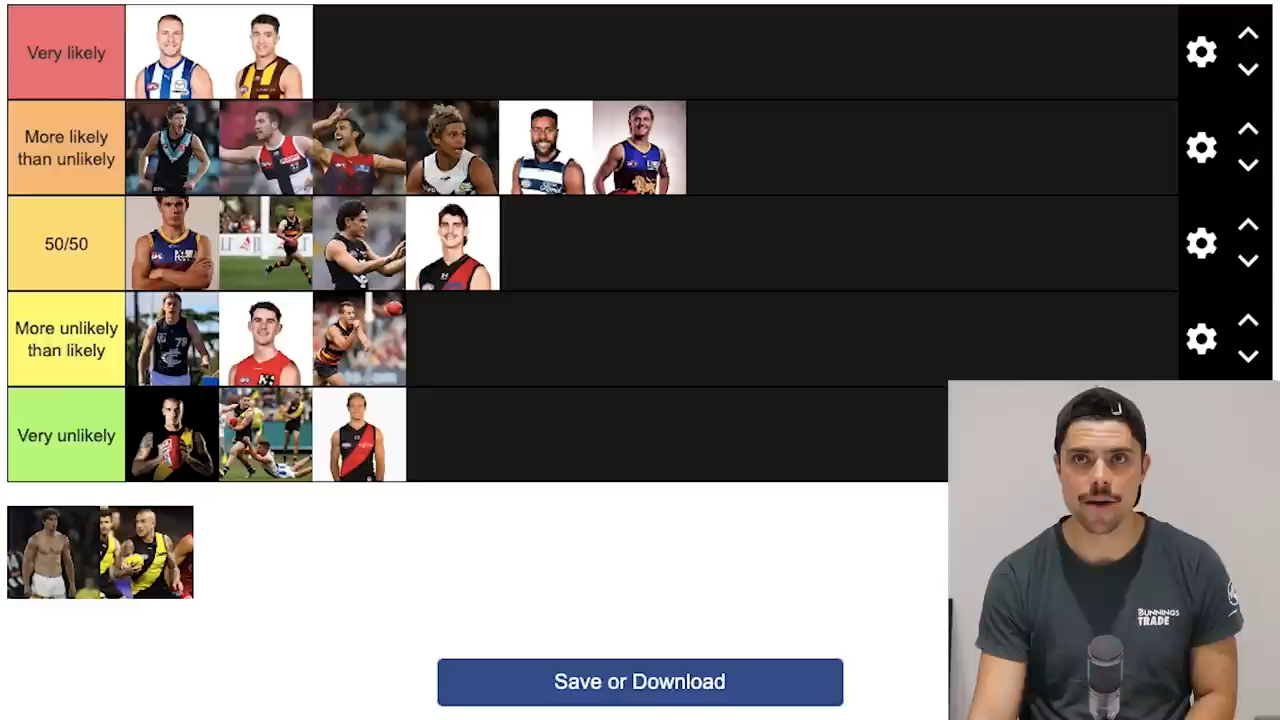 Very likely
More likely
than unlikely
50/50
More unlikely
than likely
78
Very unlikely
Save or Download
BUNNINGS
TRADE